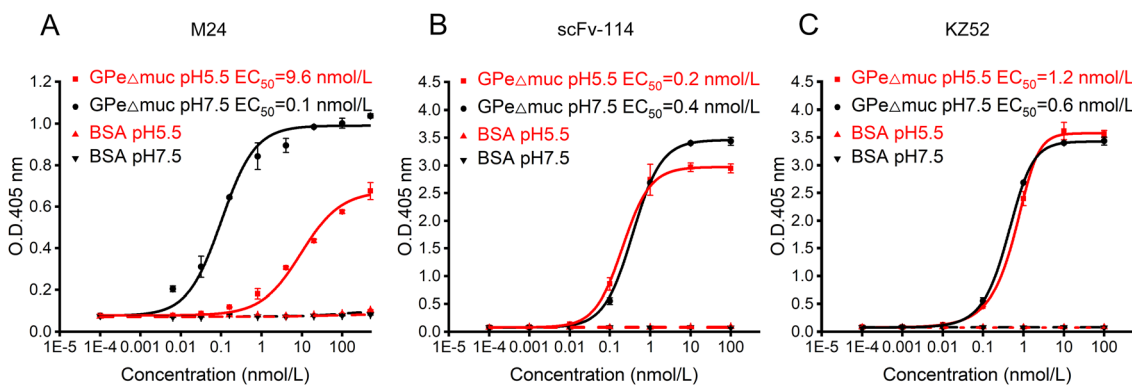 A
M24
GPe△muc pH5.5 EC50=9.6 nmol/L
GPe△muc pH7.5 EC50=0.1 nmol/L
BSA pH5.5
BSA pH7.5
O.D.405 nm
1.2
1.0
0.8
0.6
0.4
0.2
0.0
1E-5 1E-4 0.001 0.01 0.1 1 10 100
Concentration (nmol/L)
B
scFv-114
GPe△muc pH5.5 EC50=0.2 nmol/L
GPe△muc pH7.5 EC50=0.4 nmol/L
BSA pH5.5
BSA pH7.5
O.D.405 nm
4.5
4.0
3.5
3.0
2.5
2.0
1.5
1.0
0.5
0.0
1E-5 1E-4 0.001 0.01 0.1 1 10 100
Concentration (nmol/L)
C
KZ52
GPe△muc pH5.5 EC50=1.2 nmol/L
GPe△muc pH7.5 EC50=0.6 nmol/L
BSA pH5.5
BSA pH7.5
O.D.405 nm
4.5
4.0
3.5
3.0
2.5
2.0
1.5
1.0
0.5
0.0
1E-5 1E-4 0.001 0.01 0.1 1 10 100
Concentration (nmol/L)